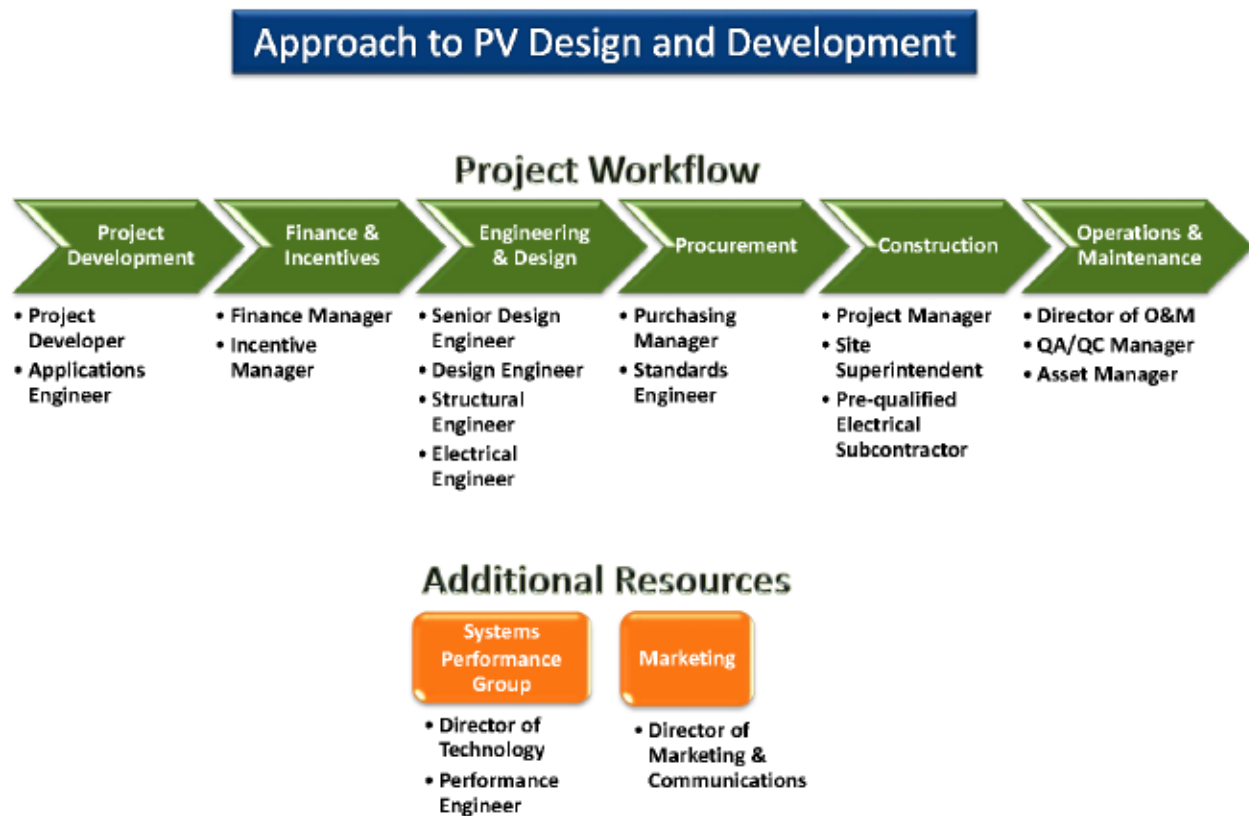 Approach to PV Design and Development
Project Workflow
Project
Development
Finance &
Incentives
Engineering
& Design
Procurement
Construction
Operations &
Maintenance
• Project
Developer
• Applications
Engineer
• Finance Manager
• Incentive
Manager
• Senior Design
Engineer
• Design Engineer
• Structural
Engineer
• Electrical
Engineer
• Purchasing
Manager
• Standards
Engineer
• Project Manager
• Site
Superintendent
• Pre-qualified
Electrical
Subcontractor
• Director of O&M
• QA/QC Manager
• Asset Manager
Additional Resources
Systems
Performance
Group
• Director of
Technology
• Performance
Engineer
Marketing
• Director of
Marketing &
Communications